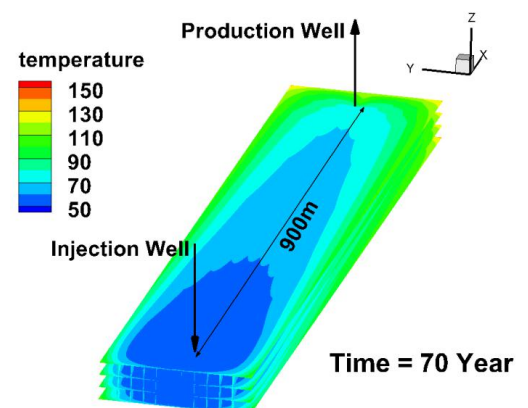 Production Well
Z
X
Y
temperature
150
130
110
90
70
50
900m
Injection Well
Time = 70 Year